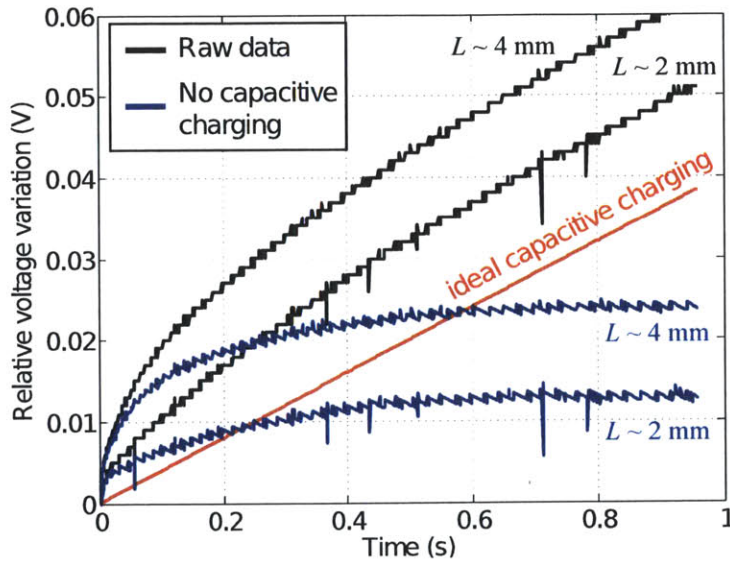 Raw data
No capacitive
charging
L ~ 4 mm
L ~ 2 mm
ideal capacitive charging
L ~ 4 mm
L ~ 2 mm
Relative voltage variation (V)
0.06
0.05
0.04
0.03
0.02
0.01
0
0
0.2
0.4
0.6
0.8
1
Time (s)